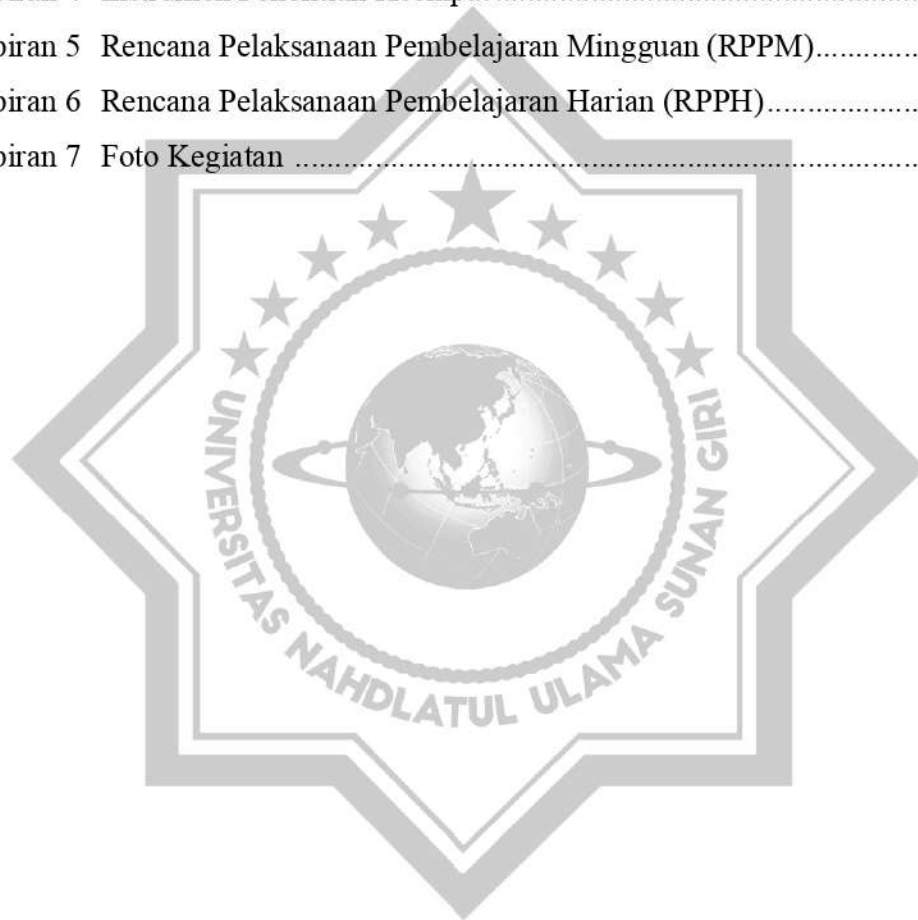 piran 5 Rencana Pelaksanaan Pembelajaran Mingguan (RPPM)..............
piran 6 Rencana Pelaksanaan Pembelajaran Harian (RPPH)...................
piran 7 Foto Kegiatan .............................................................................
UNIVERSITAS NAHDLATUL ULAMA SUNAN GIRI